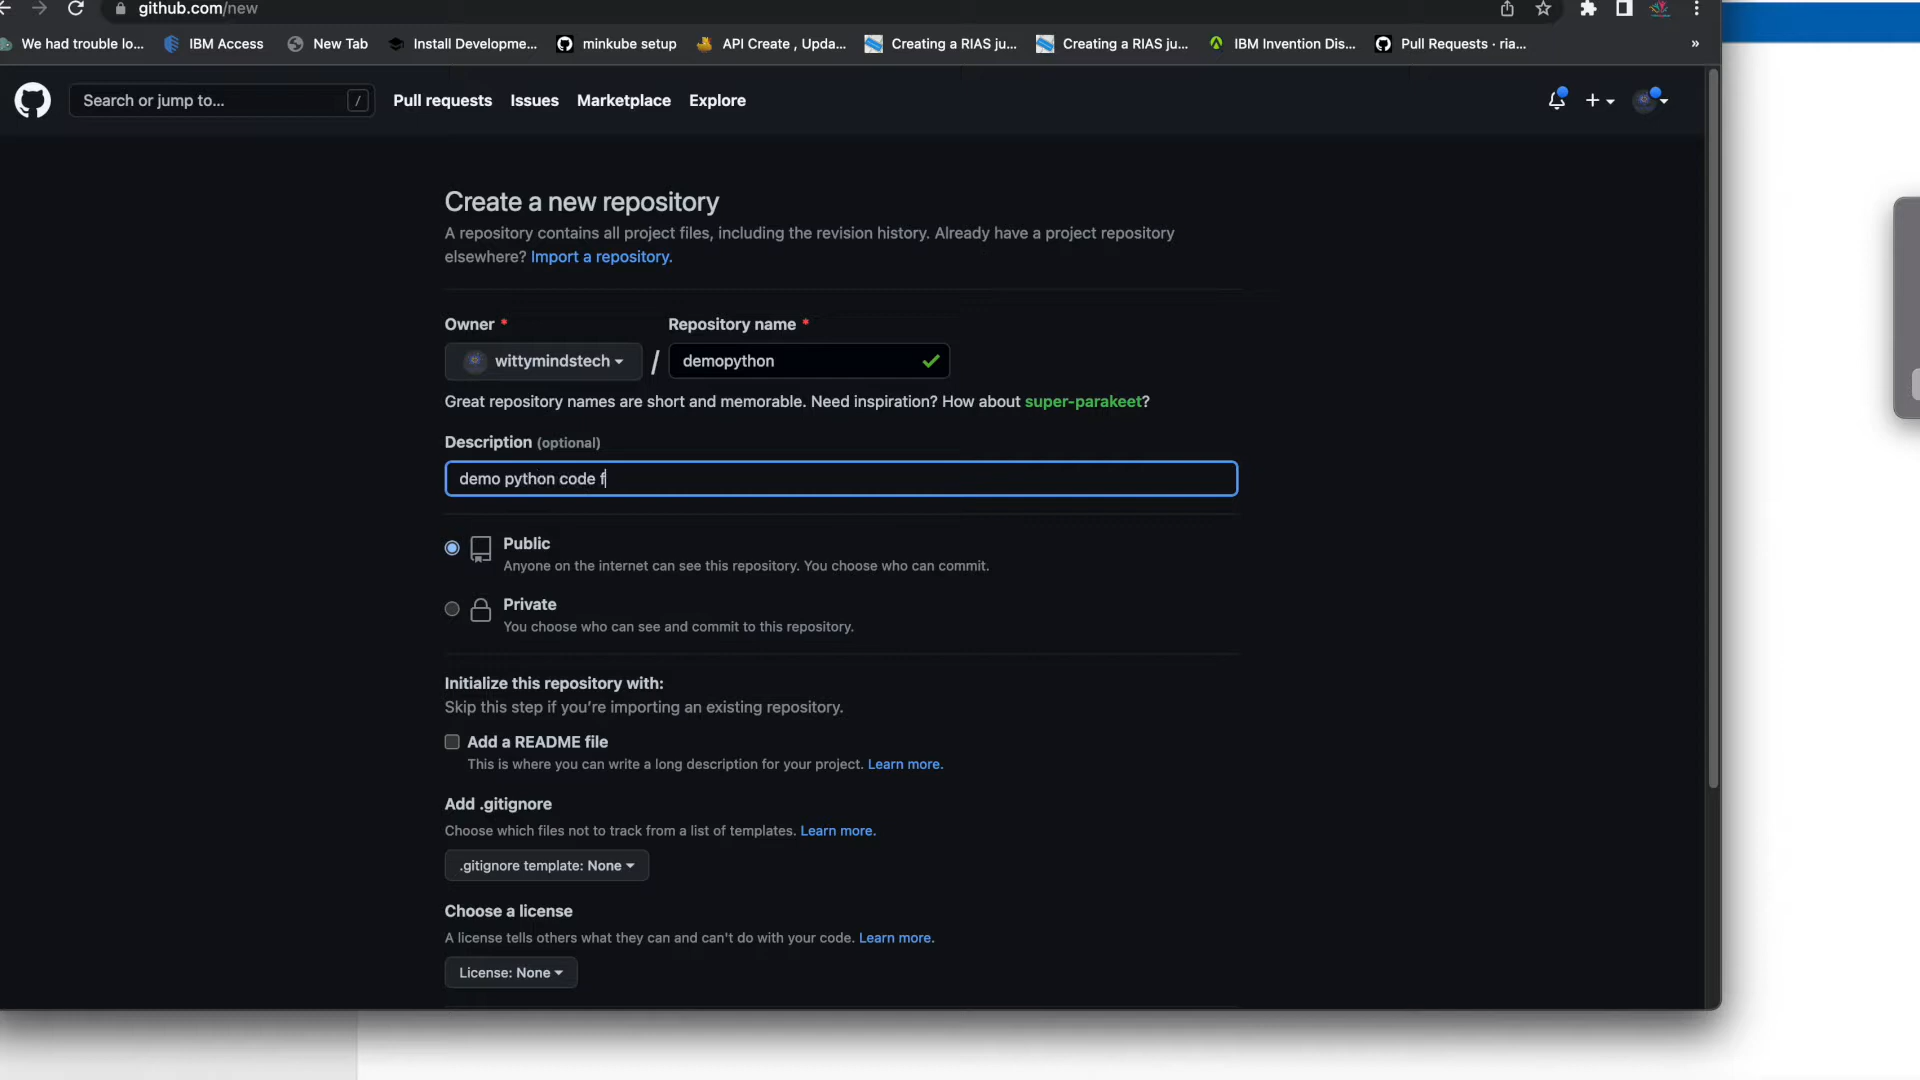 github.com/new
We had trouble lo... IBM Access New Tab Install Developme... minkube setup API Create , Upda... Creating a RIAS ju... Creating a RIAS ju... IBM Invention Dis... Pull Requests · ria... »
Search or jump to... / Pull requests Issues Marketplace Explore
Create a new repository
A repository contains all project files, including the revision history. Already have a project repository
elsewhere? Import a repository.
Owner * Repository name *
wittymindstech / demopython
Great repository names are short and memorable. Need inspiration? How about super-parakeet?
Description (optional)
demo python code f
Public
Anyone on the internet can see this repository. You choose who can commit.
Private
You choose who can see and commit to this repository.
Initialize this repository with:
Skip this step if you're importing an existing repository.
Add a README file
This is where you can write a long description for your project. Learn more.
Add .gitignore
Choose which files not to track from a list of templates. Learn more.
.gitignore template: None
Choose a license
A license tells others what they can and can't do with your code. Learn more.
License: None